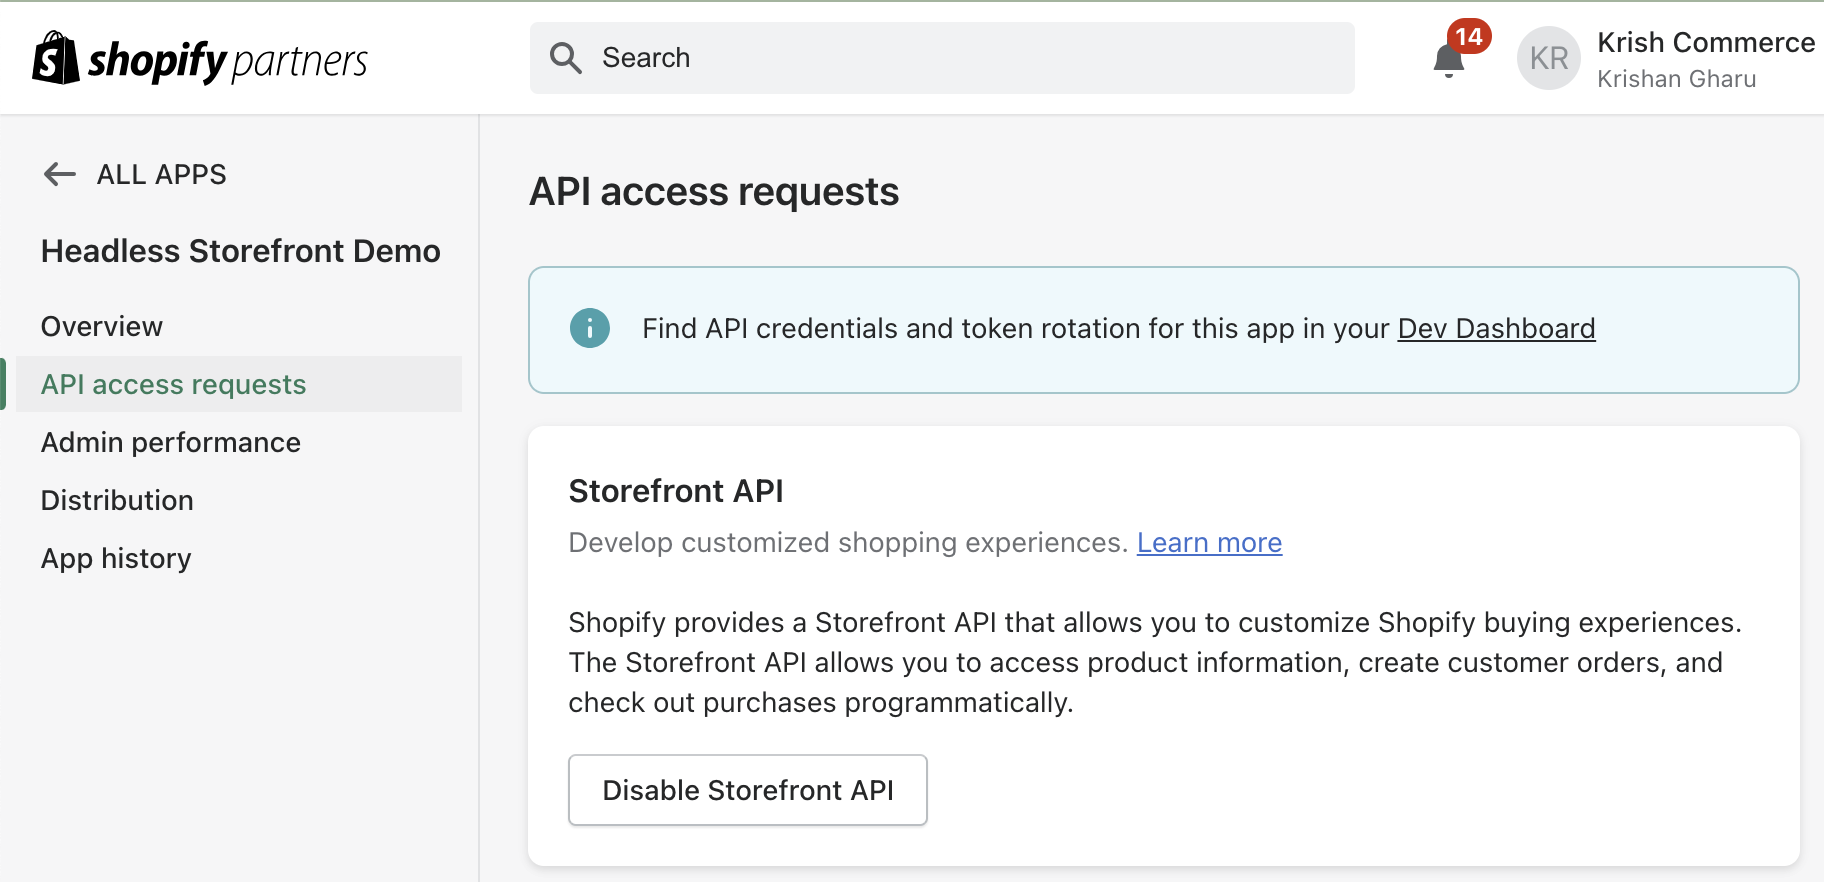 shopify partners
Search
14
KR
Krish Commerce
Krishan Gharu
ALL APPS
Headless Storefront Demo
Overview
API access requests
Admin performance
Distribution
App history
API access requests
Find API credentials and token rotation for this app in your Dev Dashboard
Storefront API
Develop customized shopping experiences. Learn more
Shopify provides a Storefront API that allows you to customize Shopify buying experiences.
The Storefront API allows you to access product information, create customer orders, and
check out purchases programmatically.
Disable Storefront API